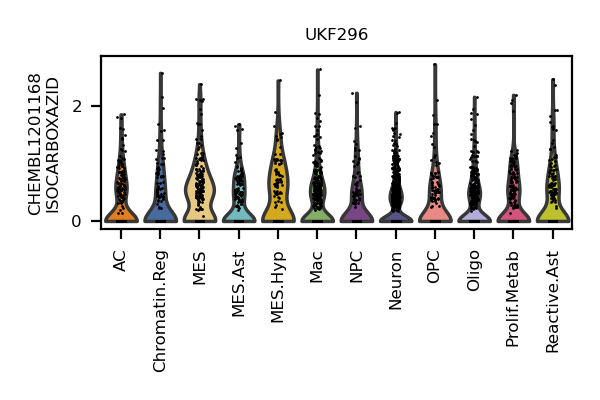 UKF296
CHEMBL1201168
ISOCARBOXAZID
2
0
AC
Chromatin.Reg
MES
MES.Ast
MES.Hyp
Mac
NPC
Neuron
OPC
Oligo
Prolif.Metab
Reactive.Ast